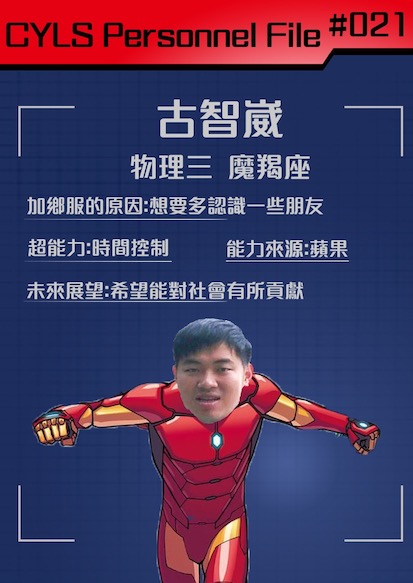 CYLS Personnel File #021
古智崴
物理三 魔羯座
加鄉服的原因:想要多認識一些朋友
超能力:時間控制 能力來源:蘋果
未來展望:希望能對社會有所貢獻